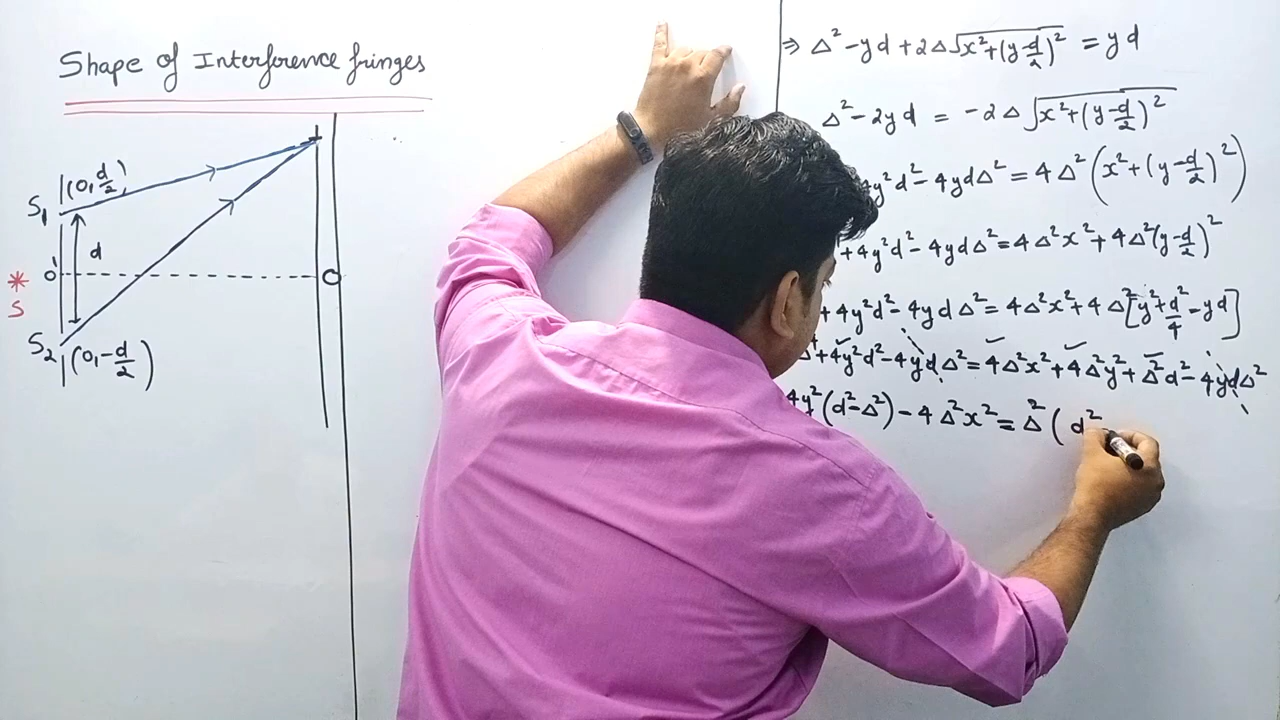 Shape of Interference fringes
S₁ (0, d/2)
d
O'
O
S
S₂ (0, -d/2)
⇒ Δ² - yd + 2Δ√(x² + (y - d/2)²) = yd
Δ² - 2yd = -2Δ√(x² + (y - d/2)²)
4y²d² - 4ydΔ² = 4Δ²(x² + (y - d/2)²)
+ 4y²d² - 4ydΔ² = 4Δ²x² + 4Δ²(y - d/2)²
+ 4y²d² - 4ydΔ² = 4Δ²x² + 4Δ²[y² + d²/4 - yd]
Δ⁴ + 4y²d² - 4ydΔ² = 4Δ²x² + 4Δ²y² + Δ²d² - 4ydΔ²
4y²(d² - Δ²) - 4Δ²x² = Δ²(d²